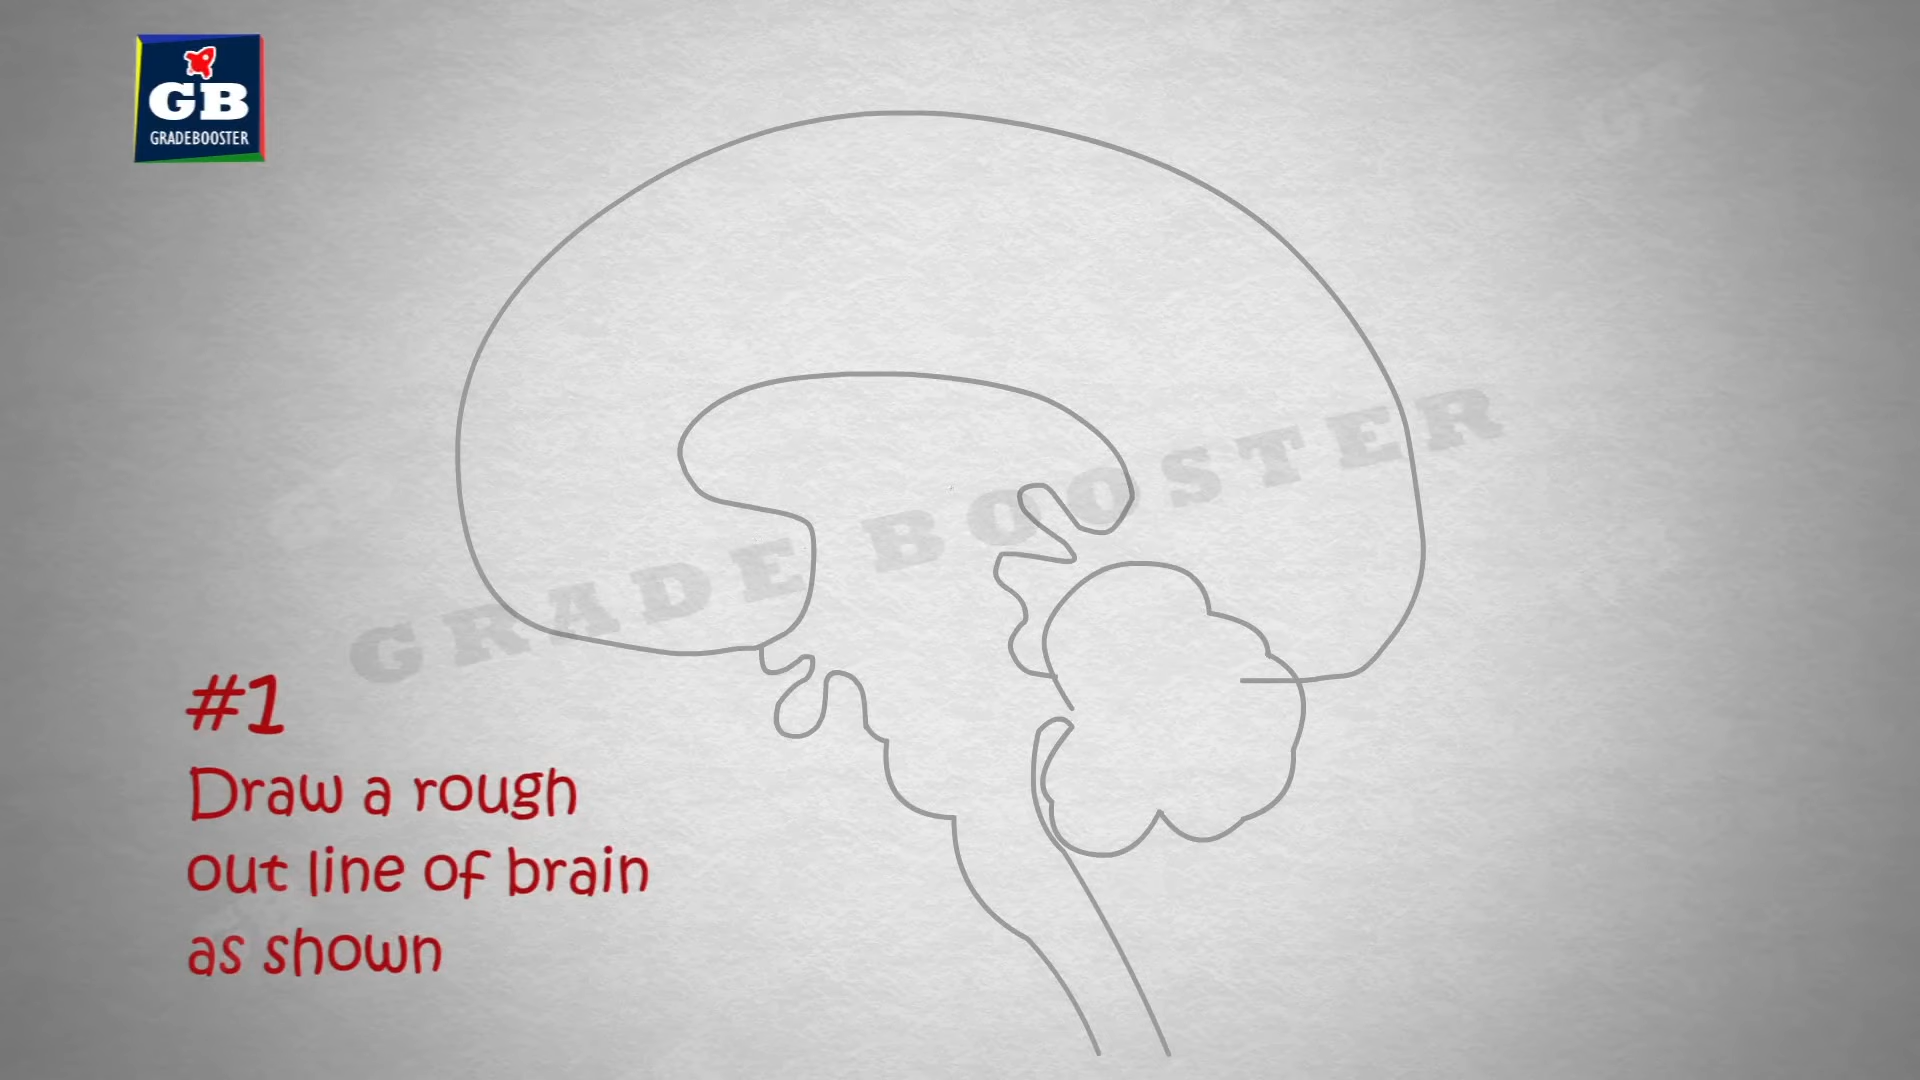 GB
GRADEBOOSTER
GRADE BOOSTER
#1
Draw a rough
out line of brain
as shown